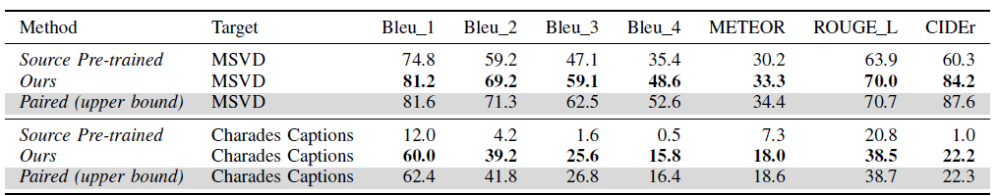 Method Target Bleu_1 Bleu_2 Bleu_3 Bleu_4 METEOR ROUGE_L CIDEr
Source Pre-trained MSVD 74.8 59.2 47.1 35.4 30.2 63.9 60.3
Ours MSVD 81.2 69.2 59.1 48.6 33.3 70.0 84.2
Paired (upper bound) MSVD 81.6 71.3 62.5 52.6 34.4 70.7 87.6
Source Pre-trained Charades Captions 12.0 4.2 1.6 0.5 7.3 20.8 1.0
Ours Charades Captions 60.0 39.2 25.6 15.8 18.0 38.5 22.2
Paired (upper bound) Charades Captions 62.4 41.8 26.8 16.4 18.6 38.7 22.3